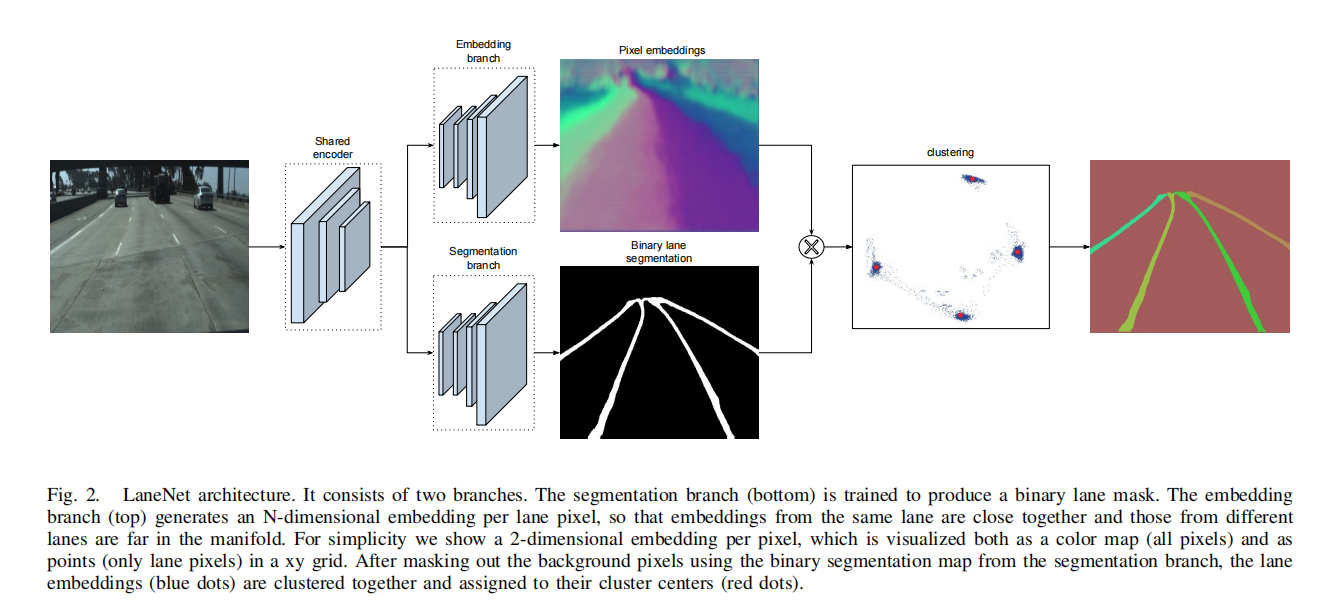 Embedding
branch
Pixel embeddings
Shared
encoder
clustering
Segmentation
branch
Binary lane
segmentation
Fig. 2. LaneNet architecture. It consists of two branches. The segmentation branch (bottom) is trained to produce a binary lane mask. The embedding
branch (top) generates an N-dimensional embedding per lane pixel, so that embeddings from the same lane are close together and those from different
lanes are far in the manifold. For simplicity we show a 2-dimensional embedding per pixel, which is visualized both as a color map (all pixels) and as
points (only lane pixels) in a xy grid. After masking out the background pixels using the binary segmentation map from the segmentation branch, the lane
embeddings (blue dots) are clustered together and assigned to their cluster centers (red dots).